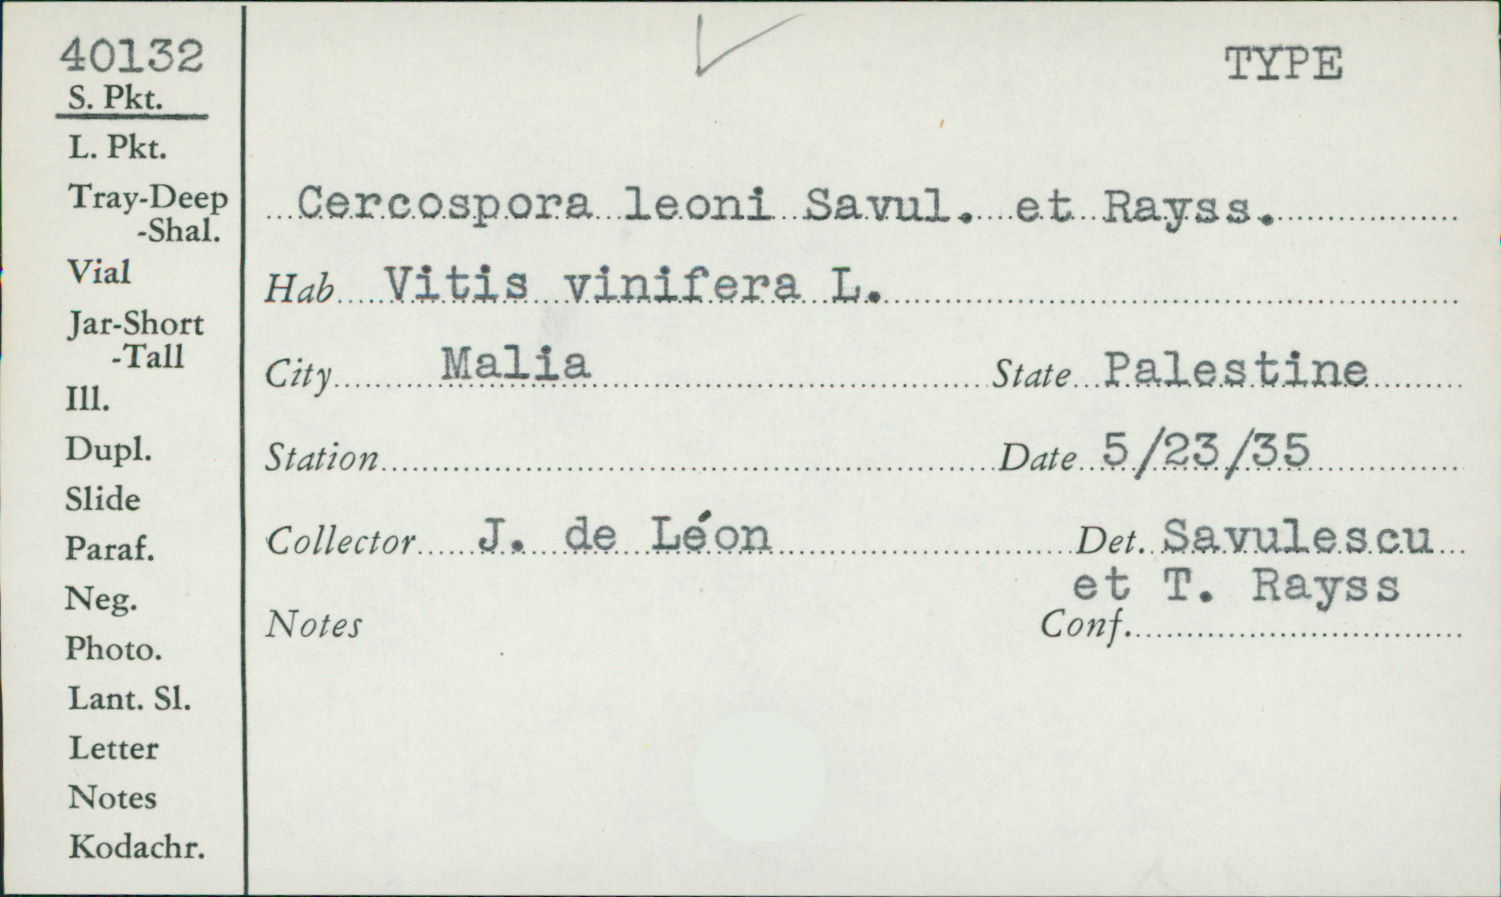 40132
S. Pkt.
L. Pkt.
Tray-Deep
-Shal.
Vial
Jar-Short
-Tall
Ill.
Dupl.
Slide
Paraf.
Neg.
Photo.
Lant. Sl.
Letter
Notes
Kodachr.
TYPE
Cercospora leoni Savul. et Rayss.
Hab Vitis vinifera L.
City Malia State Palestine
Station Date 5/23/35
Collector J. de Léon Det. Savulescu
et T. Rayss
Notes Conf.